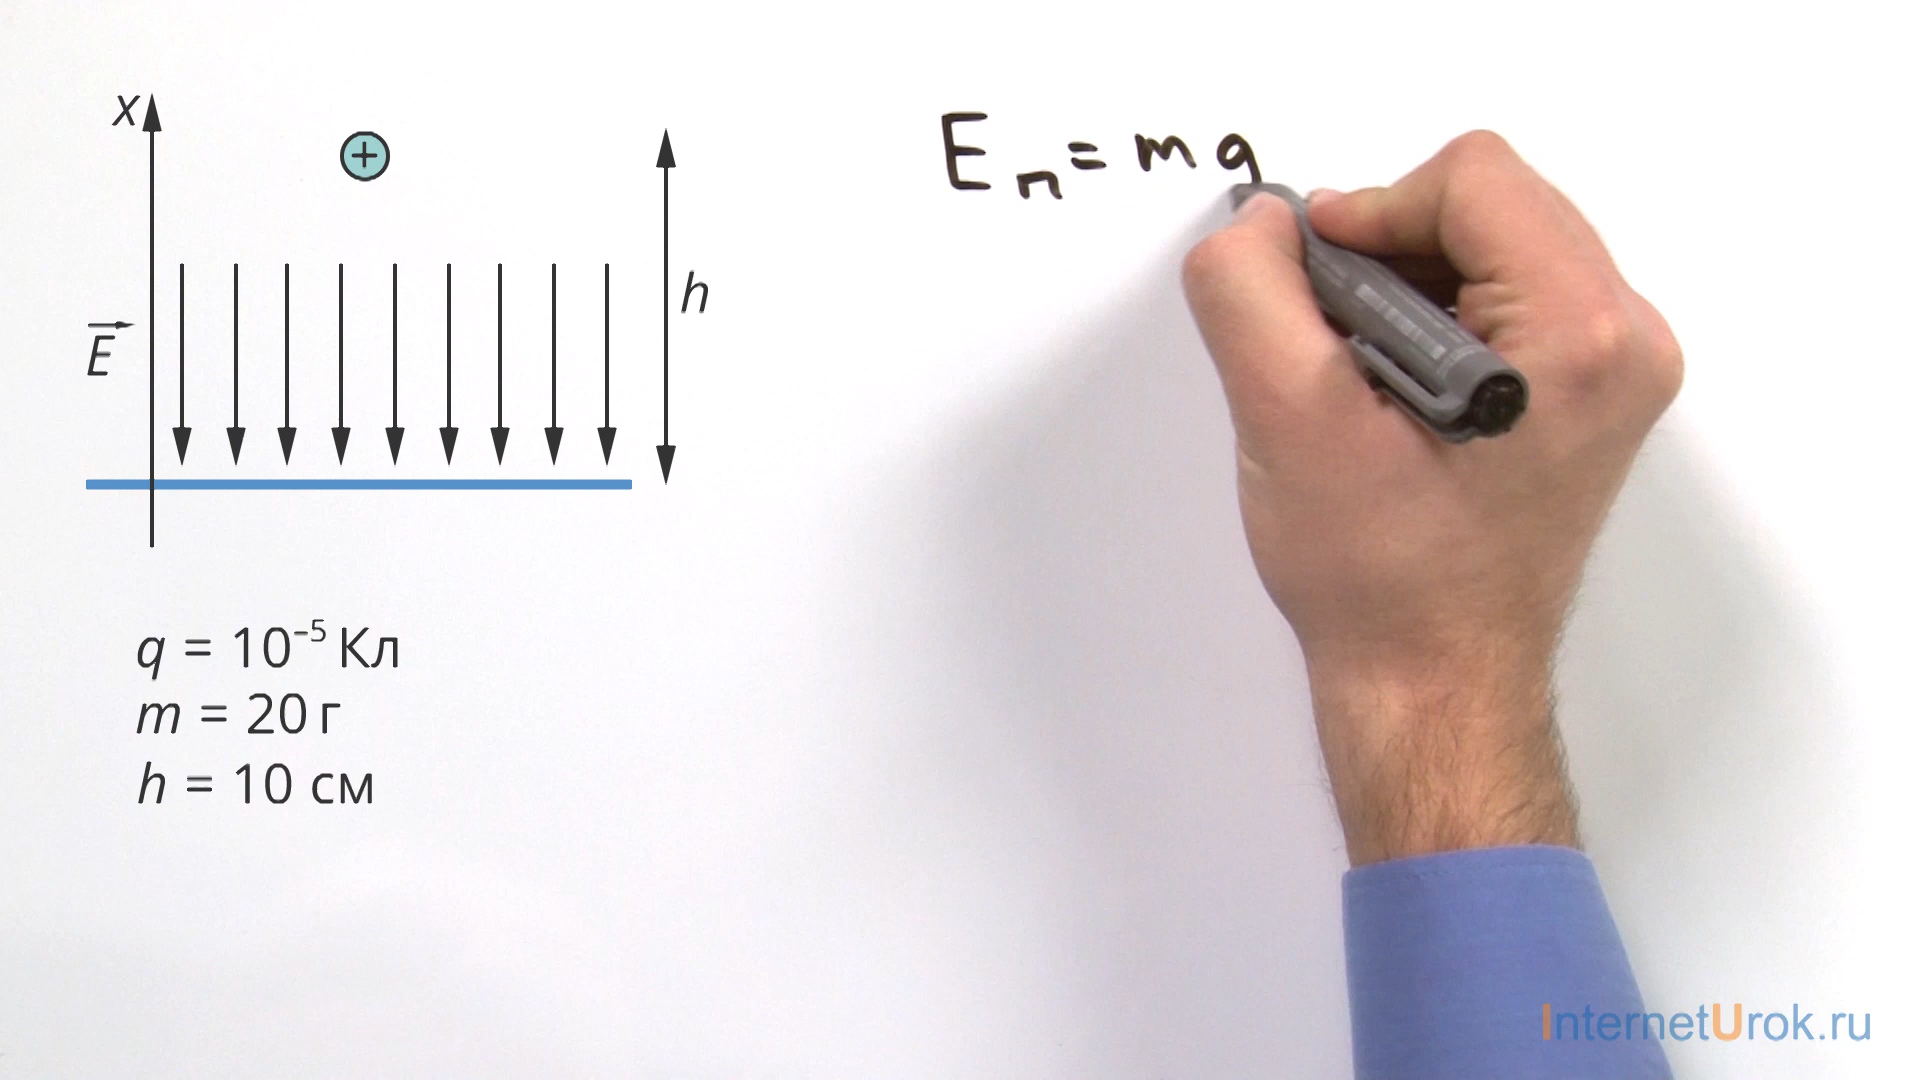 x
+
E
h
q = 10⁻⁵ Кл
m = 20 г
h = 10 см
Eп = mg
InternetUrok.ru